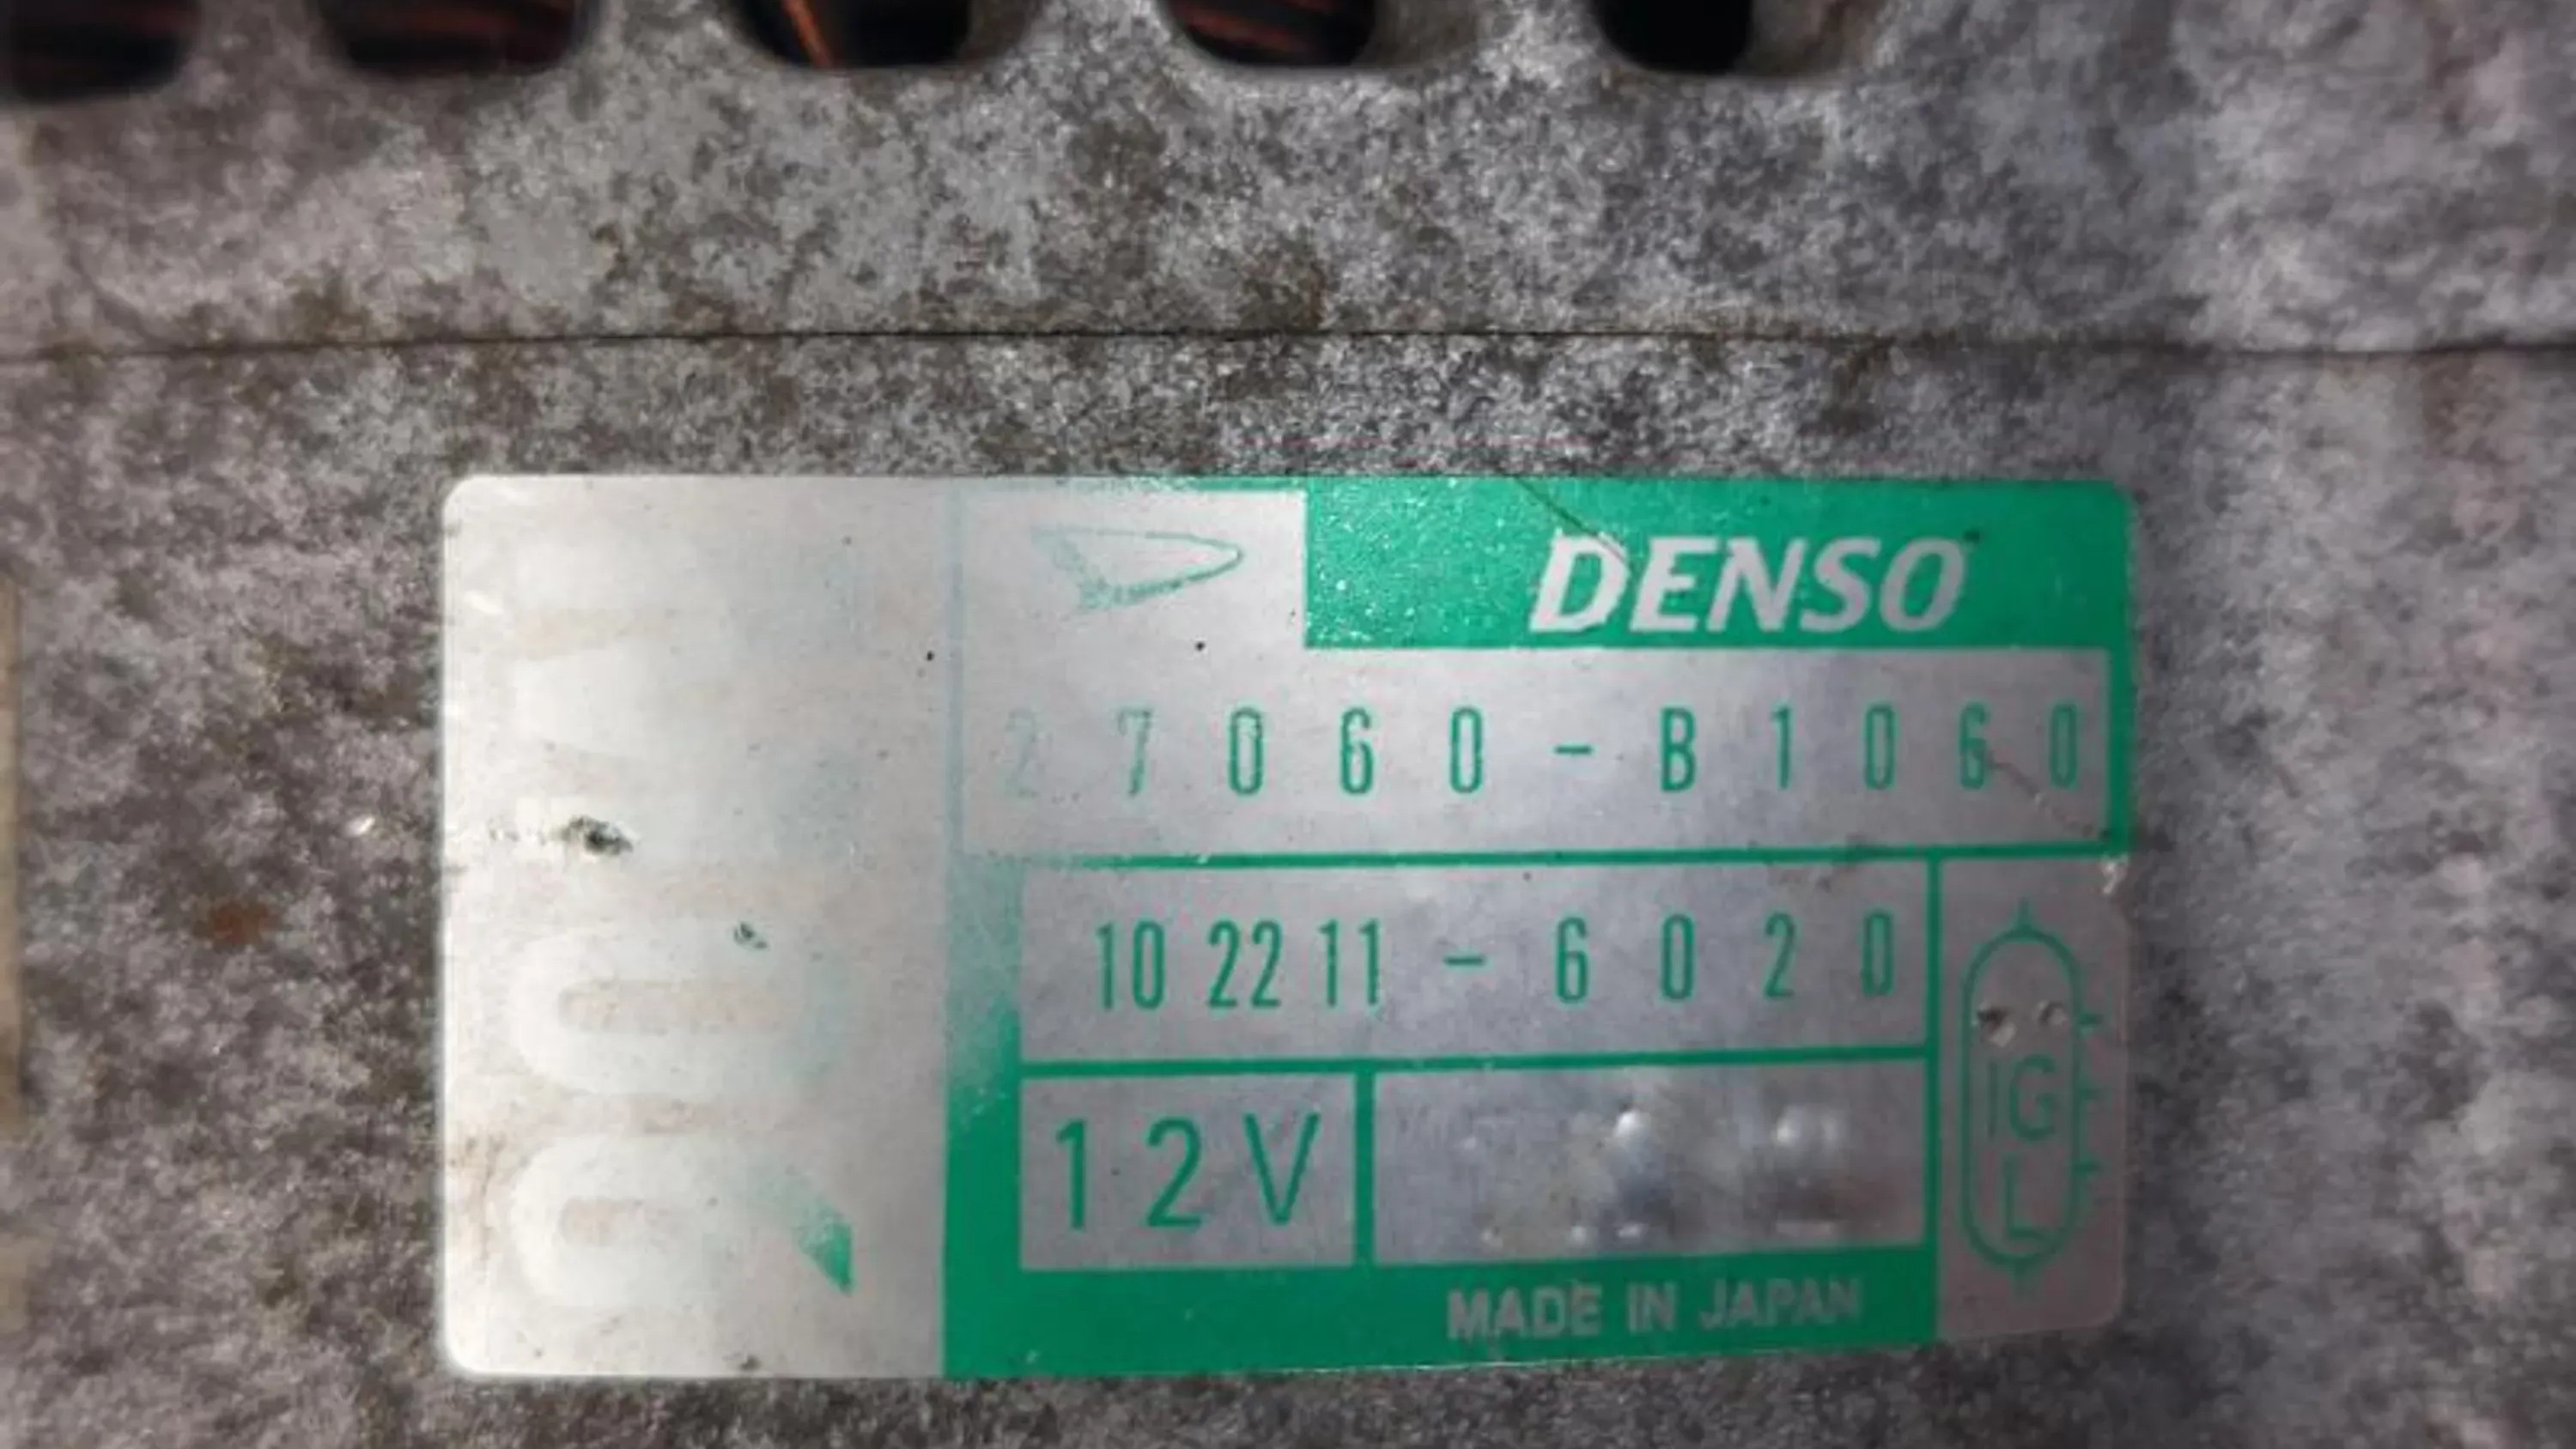 DENSO
27060-B1060
102211-6020
12V
IG
L
MADE IN JAPAN